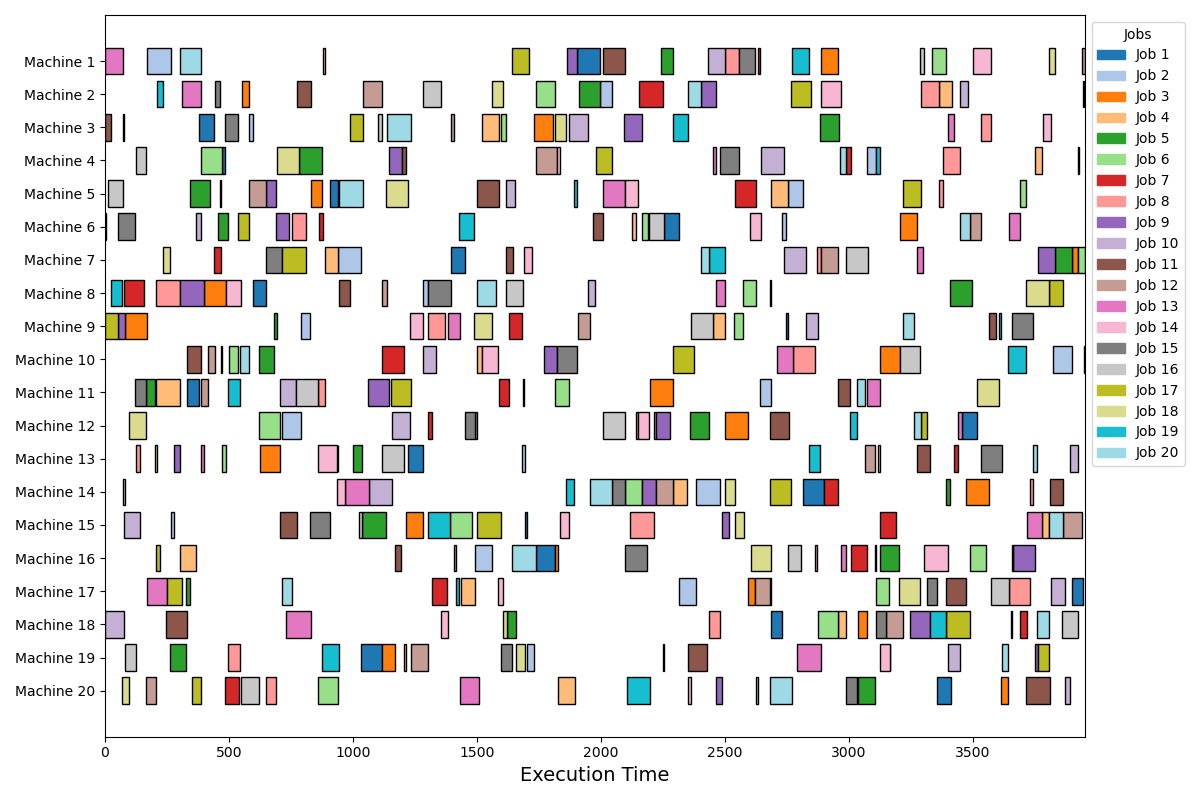 Machine 1
Machine 2
Machine 3
Machine 4
Machine 5
Machine 6
Machine 7
Machine 8
Machine 9
Machine 10
Machine 11
Machine 12
Machine 13
Machine 14
Machine 15
Machine 16
Machine 17
Machine 18
Machine 19
Machine 20
0 500 1000 1500 2000 2500 3000 3500
Execution Time
Jobs
Job 1
Job 2
Job 3
Job 4
Job 5
Job 6
Job 7
Job 8
Job 9
Job 10
Job 11
Job 12
Job 13
Job 14
Job 15
Job 16
Job 17
Job 18
Job 19
Job 20